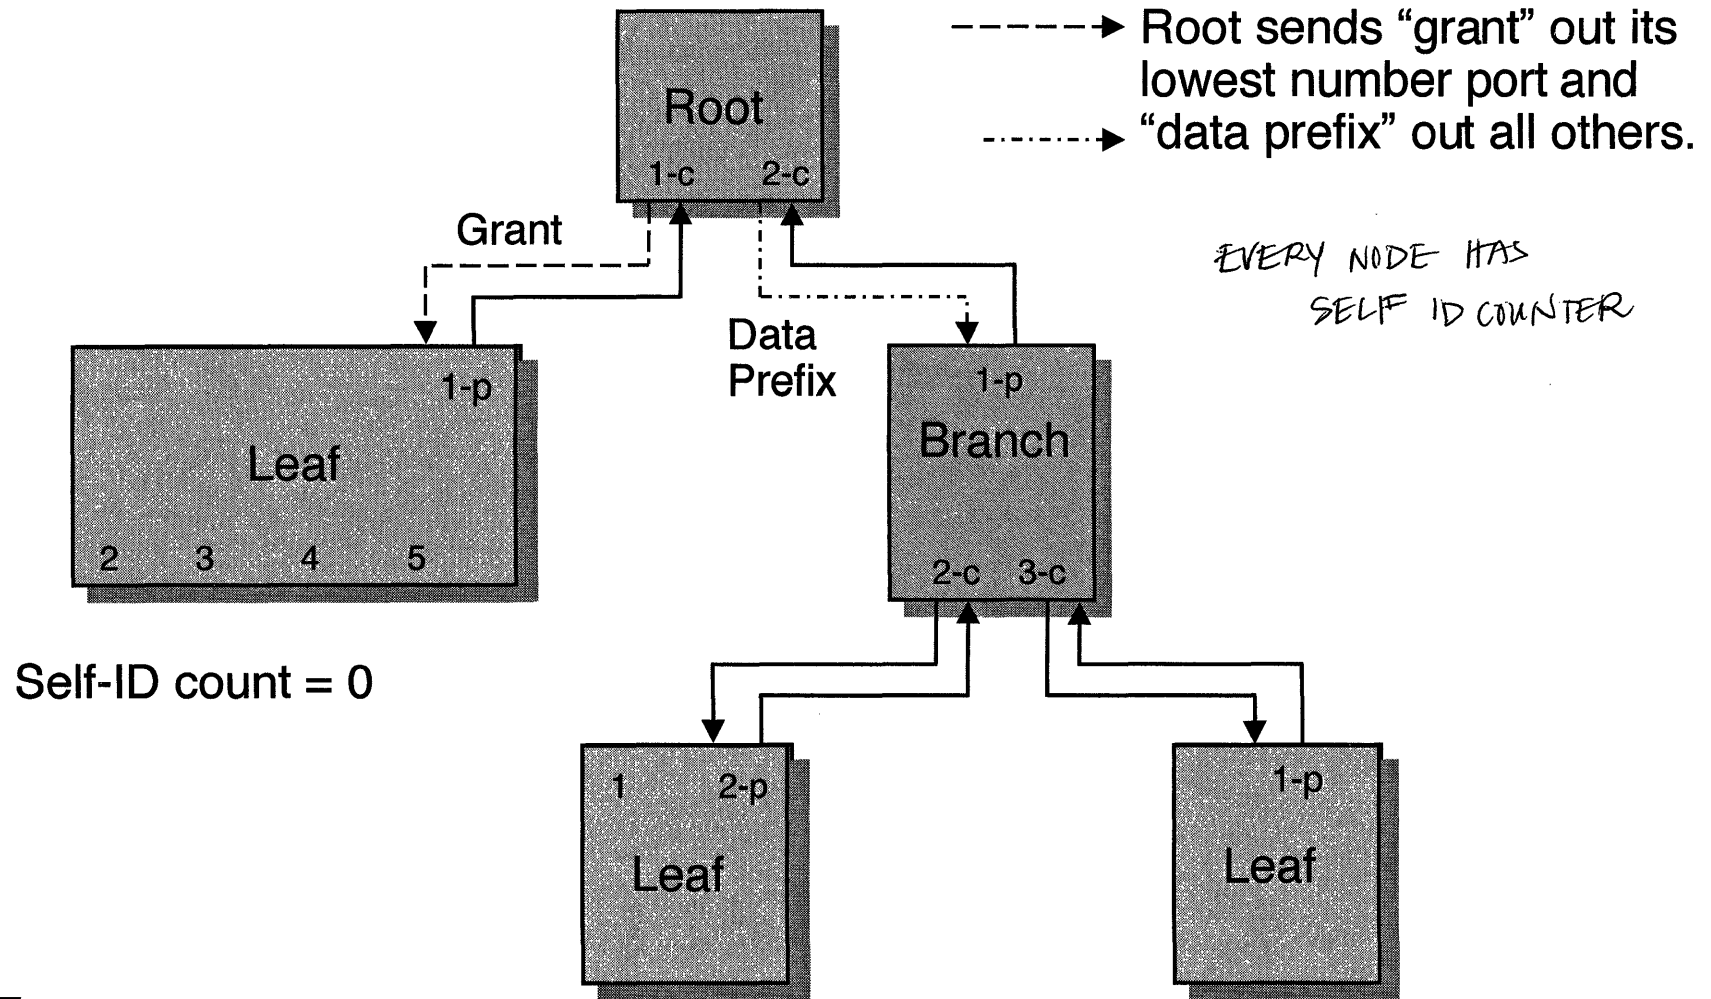 Root sends “grant” out its
lowest number port and
“data prefix” out all others.
Root
1-c 2-c
Grant
EVERY NODE HAS
SELF ID COUNTER
Data
Prefix
1-p
Leaf
2 3 4 5
1-p
Branch
2-c 3-c
Self-ID count = 0
1 2-p
Leaf
1-p
Leaf